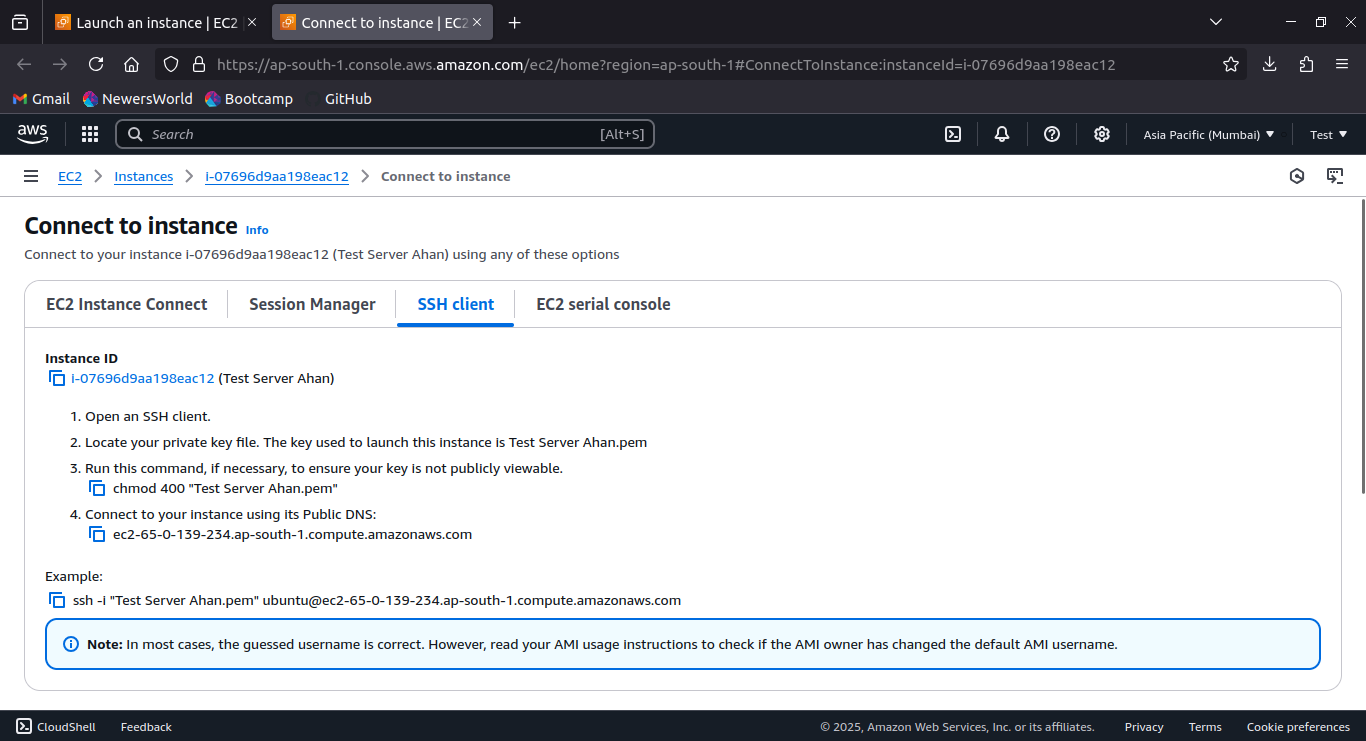 Launch an instance | EC2
Connect to instance | EC2
https://ap-south-1.console.aws.amazon.com/ec2/home?region=ap-south-1#ConnectToInstance:instanceId=i-07696d9aa198eac12
Gmail NewersWorld Bootcamp GitHub
aws Search [Alt+S] Asia Pacific (Mumbai) Test
EC2 Instances i-07696d9aa198eac12 Connect to instance
Connect to instance Info
Connect to your instance i-07696d9aa198eac12 (Test Server Ahan) using any of these options
EC2 Instance Connect Session Manager SSH client EC2 serial console
Instance ID
i-07696d9aa198eac12 (Test Server Ahan)
1. Open an SSH client.
2. Locate your private key file. The key used to launch this instance is Test Server Ahan.pem
3. Run this command, if necessary, to ensure your key is not publicly viewable.
chmod 400 "Test Server Ahan.pem"
4. Connect to your instance using its Public DNS:
ec2-65-0-139-234.ap-south-1.compute.amazonaws.com
Example:
ssh -i "Test Server Ahan.pem" ubuntu@ec2-65-0-139-234.ap-south-1.compute.amazonaws.com
Note: In most cases, the guessed username is correct. However, read your AMI usage instructions to check if the AMI owner has changed the default AMI username.
CloudShell Feedback © 2025, Amazon Web Services, Inc. or its affiliates. Privacy Terms Cookie preferences